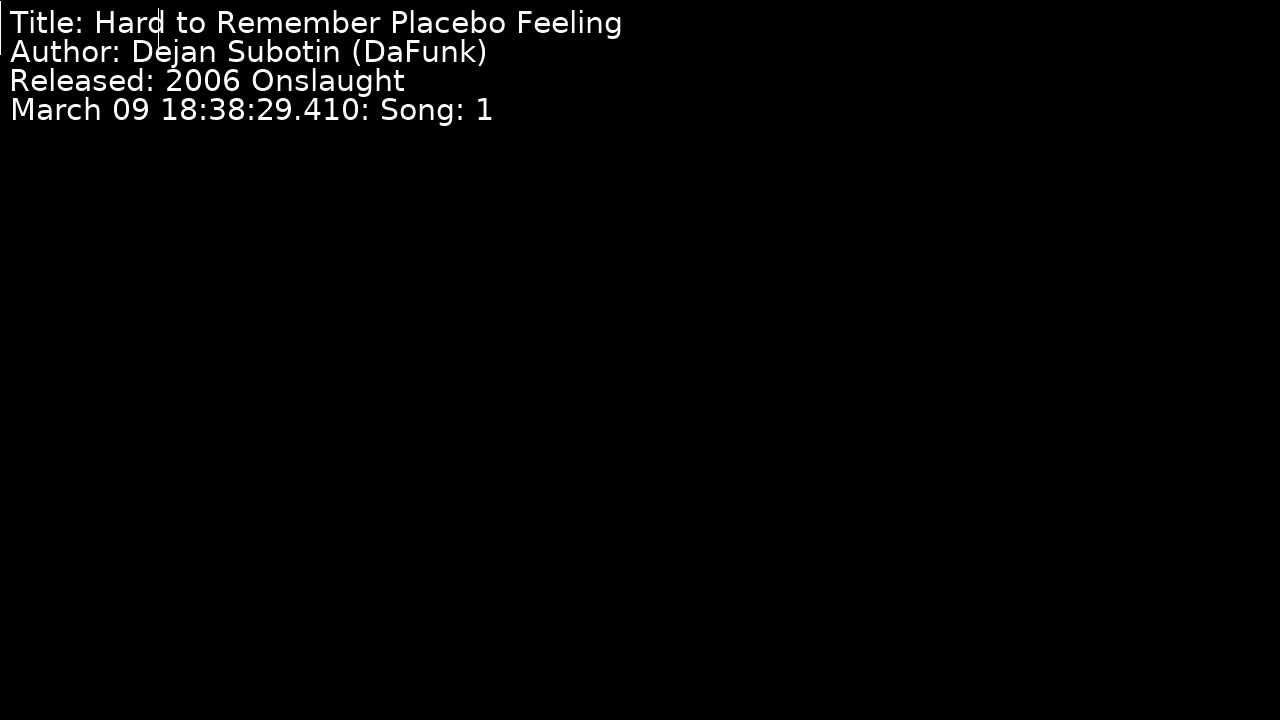 Title: Hard to Remember Placebo Feeling
Author: Dejan Subotin (DaFunk)
Released: 2006 Onslaught
March 09 18:38:29.410: Song: 1